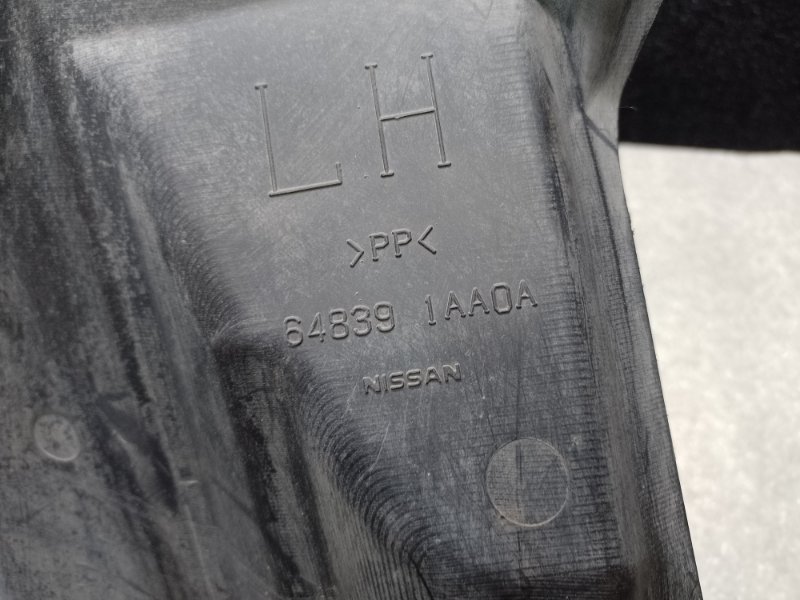 LH
>PP<
64839 1AA0A
NISSAN